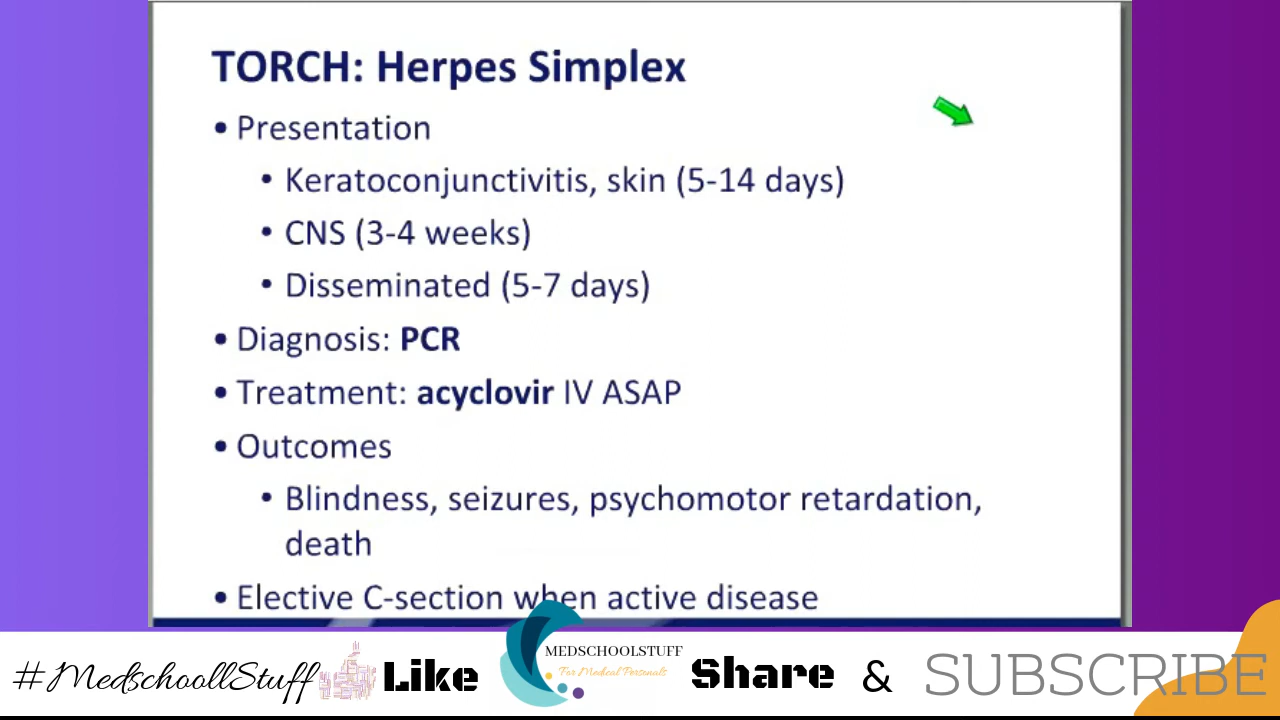 TORCH: Herpes Simplex
• Presentation
• Keratoconjunctivitis, skin (5-14 days)
• CNS (3-4 weeks)
• Disseminated (5-7 days)
• Diagnosis: PCR
• Treatment: acyclovir IV ASAP
• Outcomes
• Blindness, seizures, psychomotor retardation,
death
• Elective C-section when active disease
#MedschoollStuff Like MEDSCHOOLSTUFF Share & SUBSCRIBE
For Medical Personals